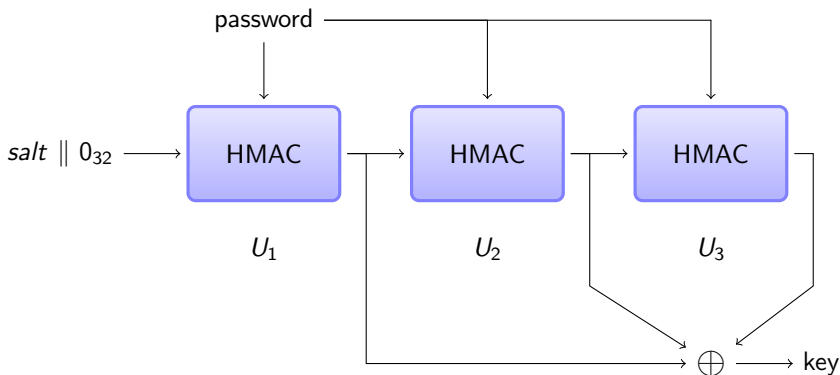 password
salt ∥ 0₃₂
HMAC
HMAC
HMAC
U₁
U₂
U₃
⊕
key